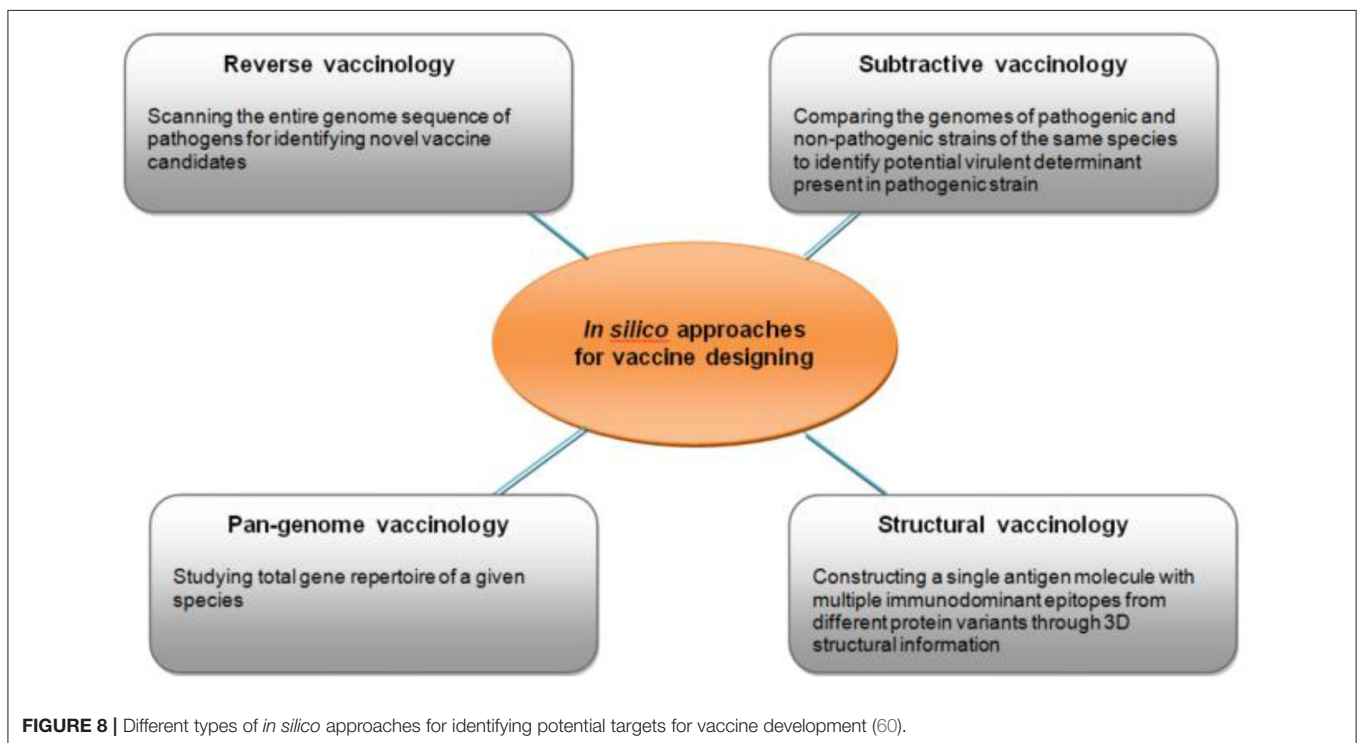 Reverse vaccinology
Scanning the entire genome sequence of
pathogens for identifying novel vaccine
candidates
Subtractive vaccinology
Comparing the genomes of pathogenic and
non-pathogenic strains of the same species
to identify potential virulent determinant
present in pathogenic strain
In silico approaches
for vaccine designing
Pan-genome vaccinology
Studying total gene repertoire of a given
species
Structural vaccinology
Constructing a single antigen molecule with
multiple immunodominant epitopes from
different protein variants through 3D
structural information
FIGURE 8 | Different types of in silico approaches for identifying potential targets for vaccine development (60).